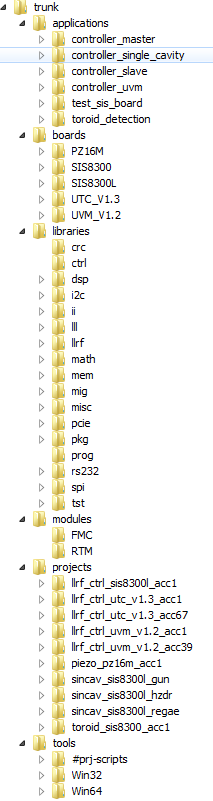 trunk
applications
controller_master
controller_single_cavity
controller_slave
controller_uvm
test_sis_board
toroid_detection
boards
PZ16M
SIS8300
SIS8300L
UTC_V1.3
UVM_V1.2
libraries
crc
ctrl
dsp
i2c
ii
lll
llrf
math
mem
mig
misc
pcie
pkg
prog
rs232
spi
tst
modules
FMC
RTM
projects
llrf_ctrl_sis8300l_acc1
llrf_ctrl_utc_v1.3_acc1
llrf_ctrl_utc_v1.3_acc67
llrf_ctrl_uvm_v1.2_acc1
llrf_ctrl_uvm_v1.2_acc39
piezo_pz16m_acc1
sincav_sis8300l_gun
sincav_sis8300l_hzdr
sincav_sis8300l_regae
toroid_sis8300_acc1
tools
#prj-scripts
Win32
Win64